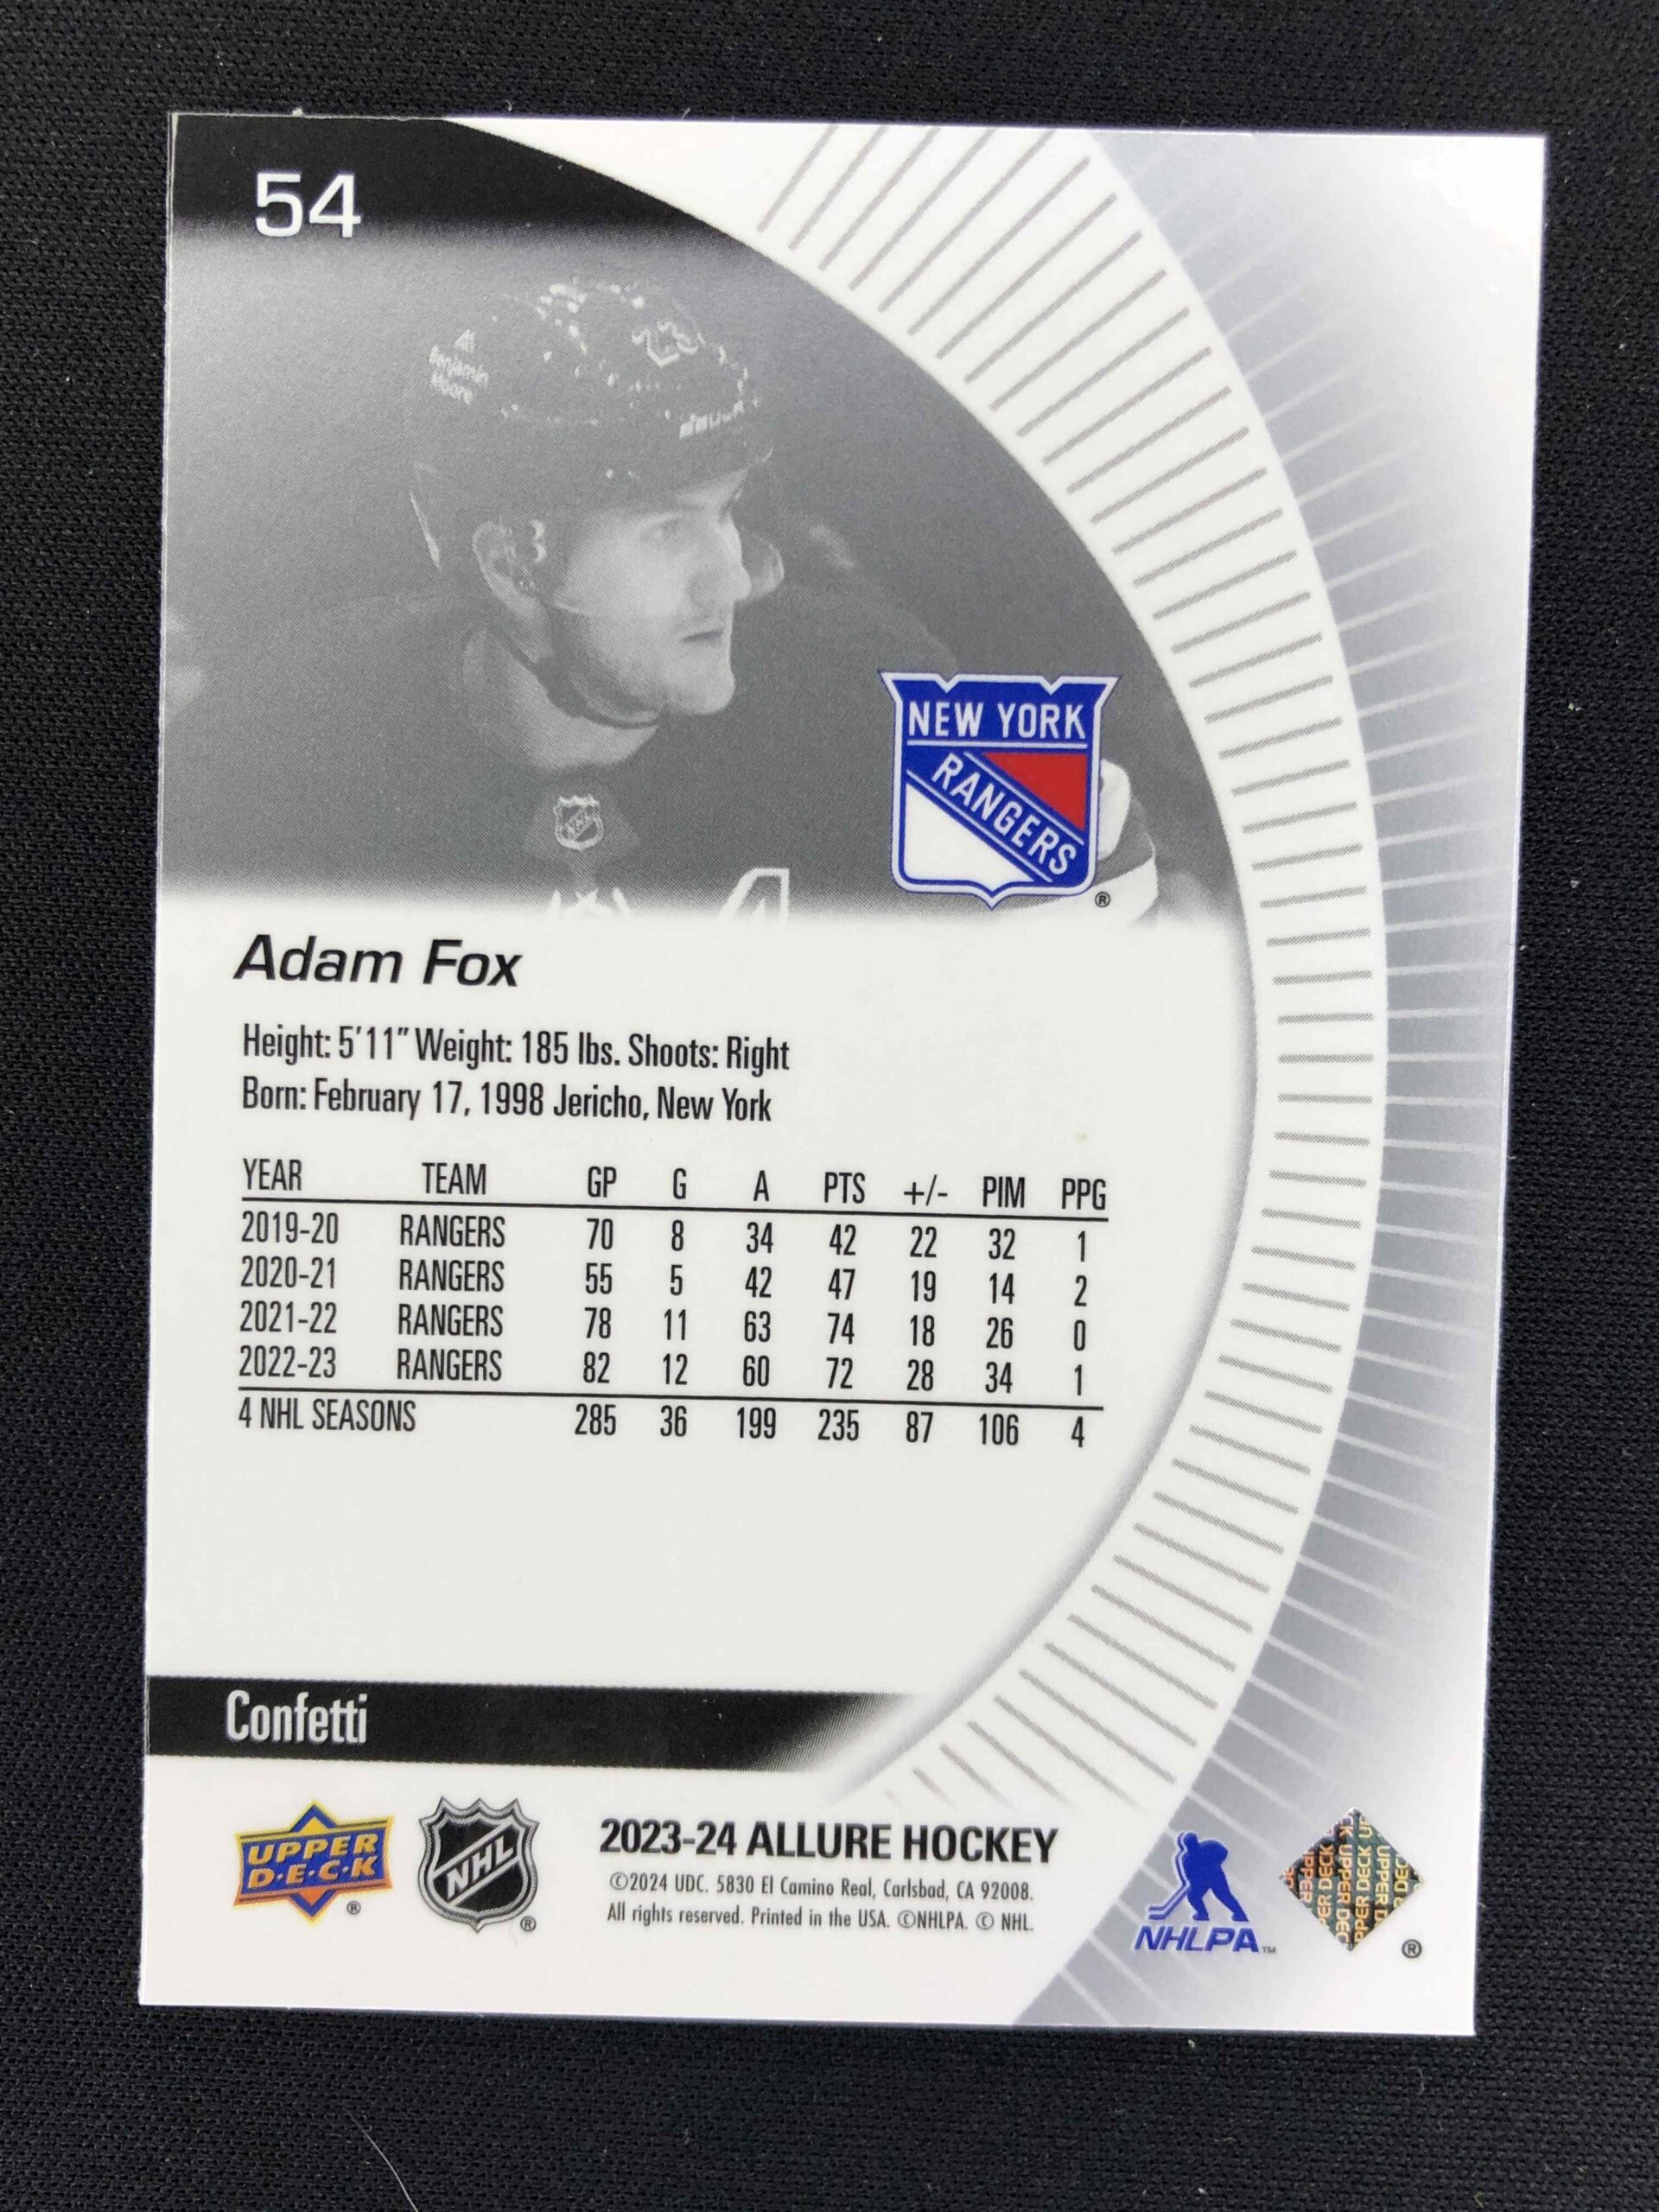 54
Benjamin
Moore
NEW YORK
RANGERS
®
NHL
A
Adam Fox
Height: 5'11" Weight: 185 lbs. Shoots: Right
Born: February 17, 1998 Jericho, New York
YEAR TEAM GP G A PTS +/- PIM PPG
2019-20 RANGERS 70 8 34 42 22 32 1
2020-21 RANGERS 55 5 42 47 19 14 2
2021-22 RANGERS 78 11 63 74 18 26 0
2022-23 RANGERS 82 12 60 72 28 34 1
4 NHL SEASONS 285 36 199 235 87 106 4
Confetti
UPPER
D·E·C·K
®
NHL
®
2023-24 ALLURE HOCKEY
©2024 UDC. 5830 El Camino Real, Carlsbad, CA 92008.
All rights reserved. Printed in the USA. ©NHLPA. © NHL.
NHLPA™
UPPER DECK
®